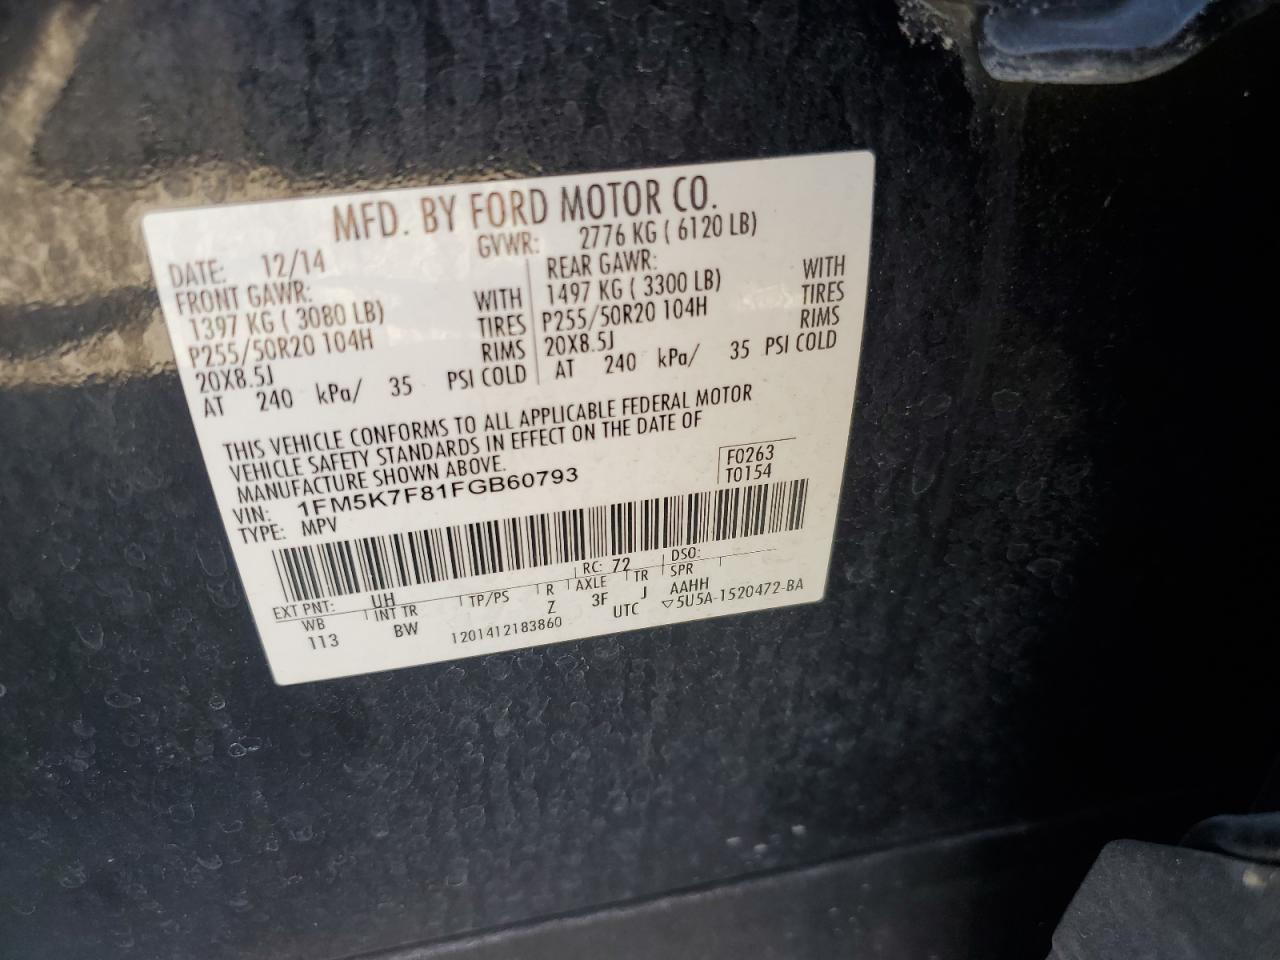 MFD. BY FORD MOTOR CO.
DATE: 12/14 GVWR: 2776 KG ( 6120 LB)
FRONT GAWR: REAR GAWR:
1397 KG ( 3080 LB) WITH 1497 KG ( 3300 LB) WITH
P255/50R20 104H TIRES P255/50R20 104H TIRES
20X8.5J RIMS 20X8.5J RIMS
AT 240 kPa/ 35 PSI COLD AT 240 kPa/ 35 PSI COLD
THIS VEHICLE CONFORMS TO ALL APPLICABLE FEDERAL MOTOR
VEHICLE SAFETY STANDARDS IN EFFECT ON THE DATE OF
MANUFACTURE SHOWN ABOVE.
VIN: 1FM5K7F81FGB60793 F0263
TYPE: MPV T0154
EXT PNT: UH RC: 72 DSO:
WB INT TR TP/PS R AXLE TR SPR
113 BW Z 3F J AAHH
1201412183860 UTC ▽5U5A-1520472-BA